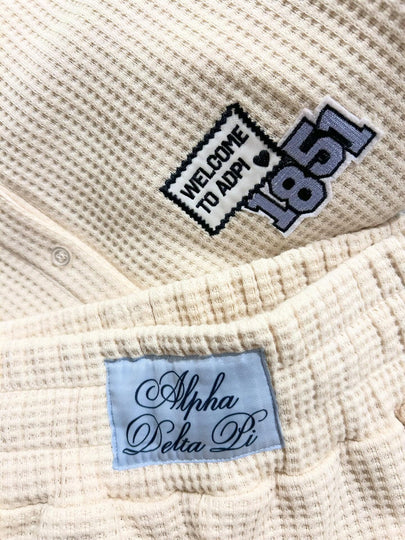 WELCOME
TO ADPI ♥
1851
Alpha
Delta Pi